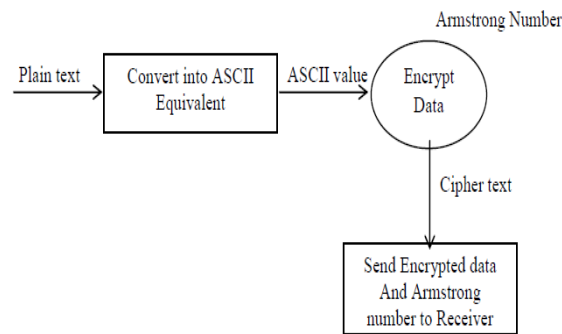 Armstrong Number
Plain text
Convert into ASCII
Equivalent
ASCII value
Encrypt
Data
Cipher text
Send Encrypted data
And Armstrong
number to Receiver